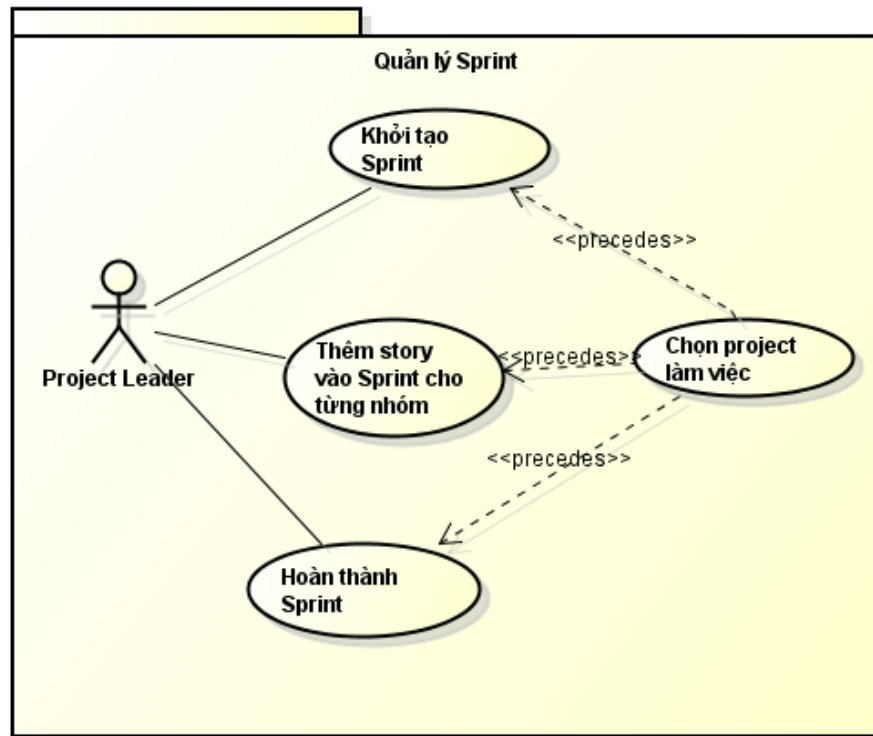 Quản lý Sprint
Khởi tạo
Sprint
<<precedes>>
Project Leader
Thêm story
vào Sprint cho
từng nhóm
<<precedes>>
Chọn project
làm việc
<<precedes>>
Hoàn thành
Sprint